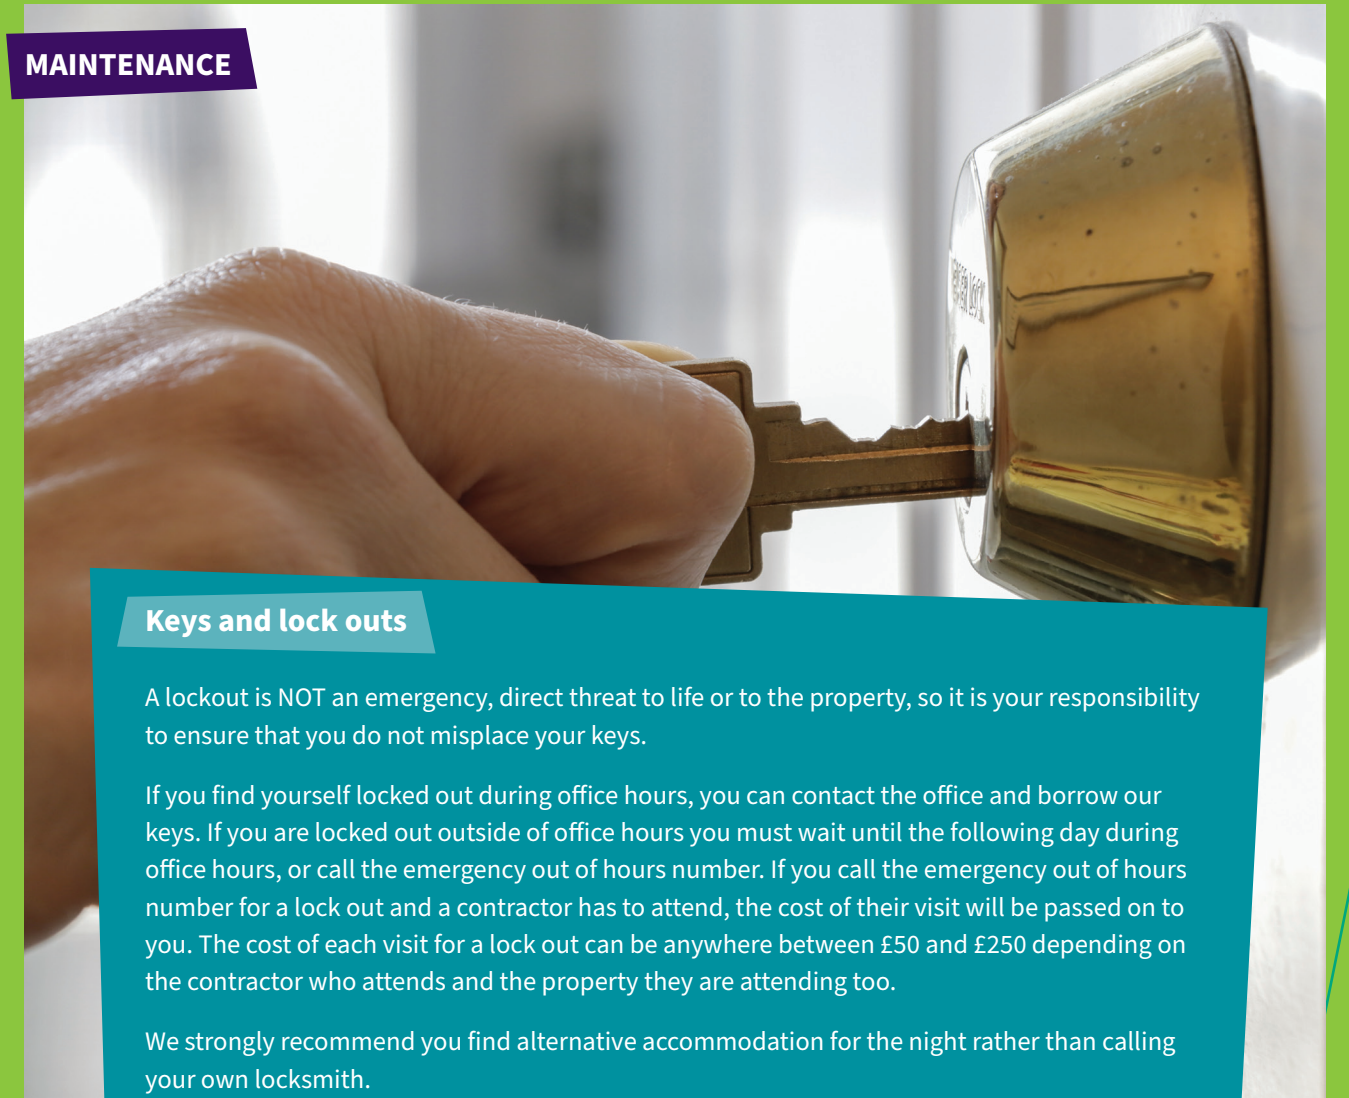 MAINTENANCE
Keys and lock outs
A lockout is NOT an emergency, direct threat to life or to the property, so it is your responsibility
to ensure that you do not misplace your keys.
If you find yourself locked out during office hours, you can contact the office and borrow our
keys. If you are locked out outside of office hours you must wait until the following day during
office hours, or call the emergency out of hours number. If you call the emergency out of hours
number for a lock out and a contractor has to attend, the cost of their visit will be passed on to
you. The cost of each visit for a lock out can be anywhere between £50 and £250 depending on
the contractor who attends and the property they are attending too.
We strongly recommend you find alternative accommodation for the night rather than calling
your own locksmith.